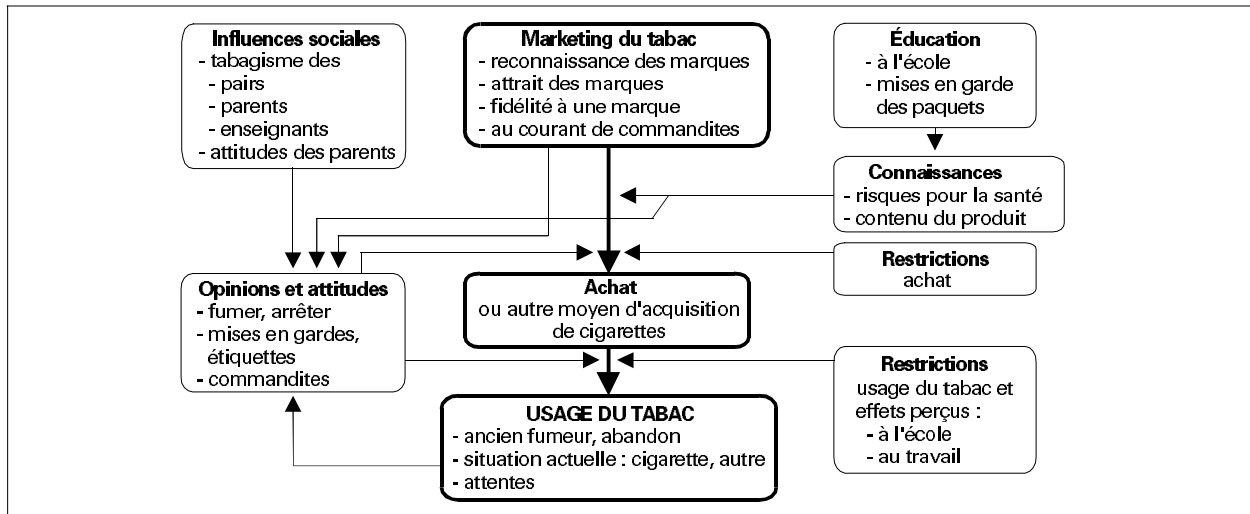 Influences sociales
- tabagisme des
- pairs
- parents
- enseignants
- attitudes des parents
Marketing du tabac
- reconnaissance des marques
- attrait des marques
- fidélité à une marque
- au courant de commandites
Éducation
- à l'école
- mises en garde
des paquets
Connaissances
- risques pour la santé
- contenu du produit
Restrictions
achat
Opinions et attitudes
- fumer, arrêter
- mises en gardes,
étiquettes
- commandites
Achat
ou autre moyen d'acquisition
de cigarettes
Restrictions
usage du tabac et
effets perçus :
- à l'école
- au travail
USAGE DU TABAC
- ancien fumeur, abandon
- situation actuelle : cigarette, autre
- attentes